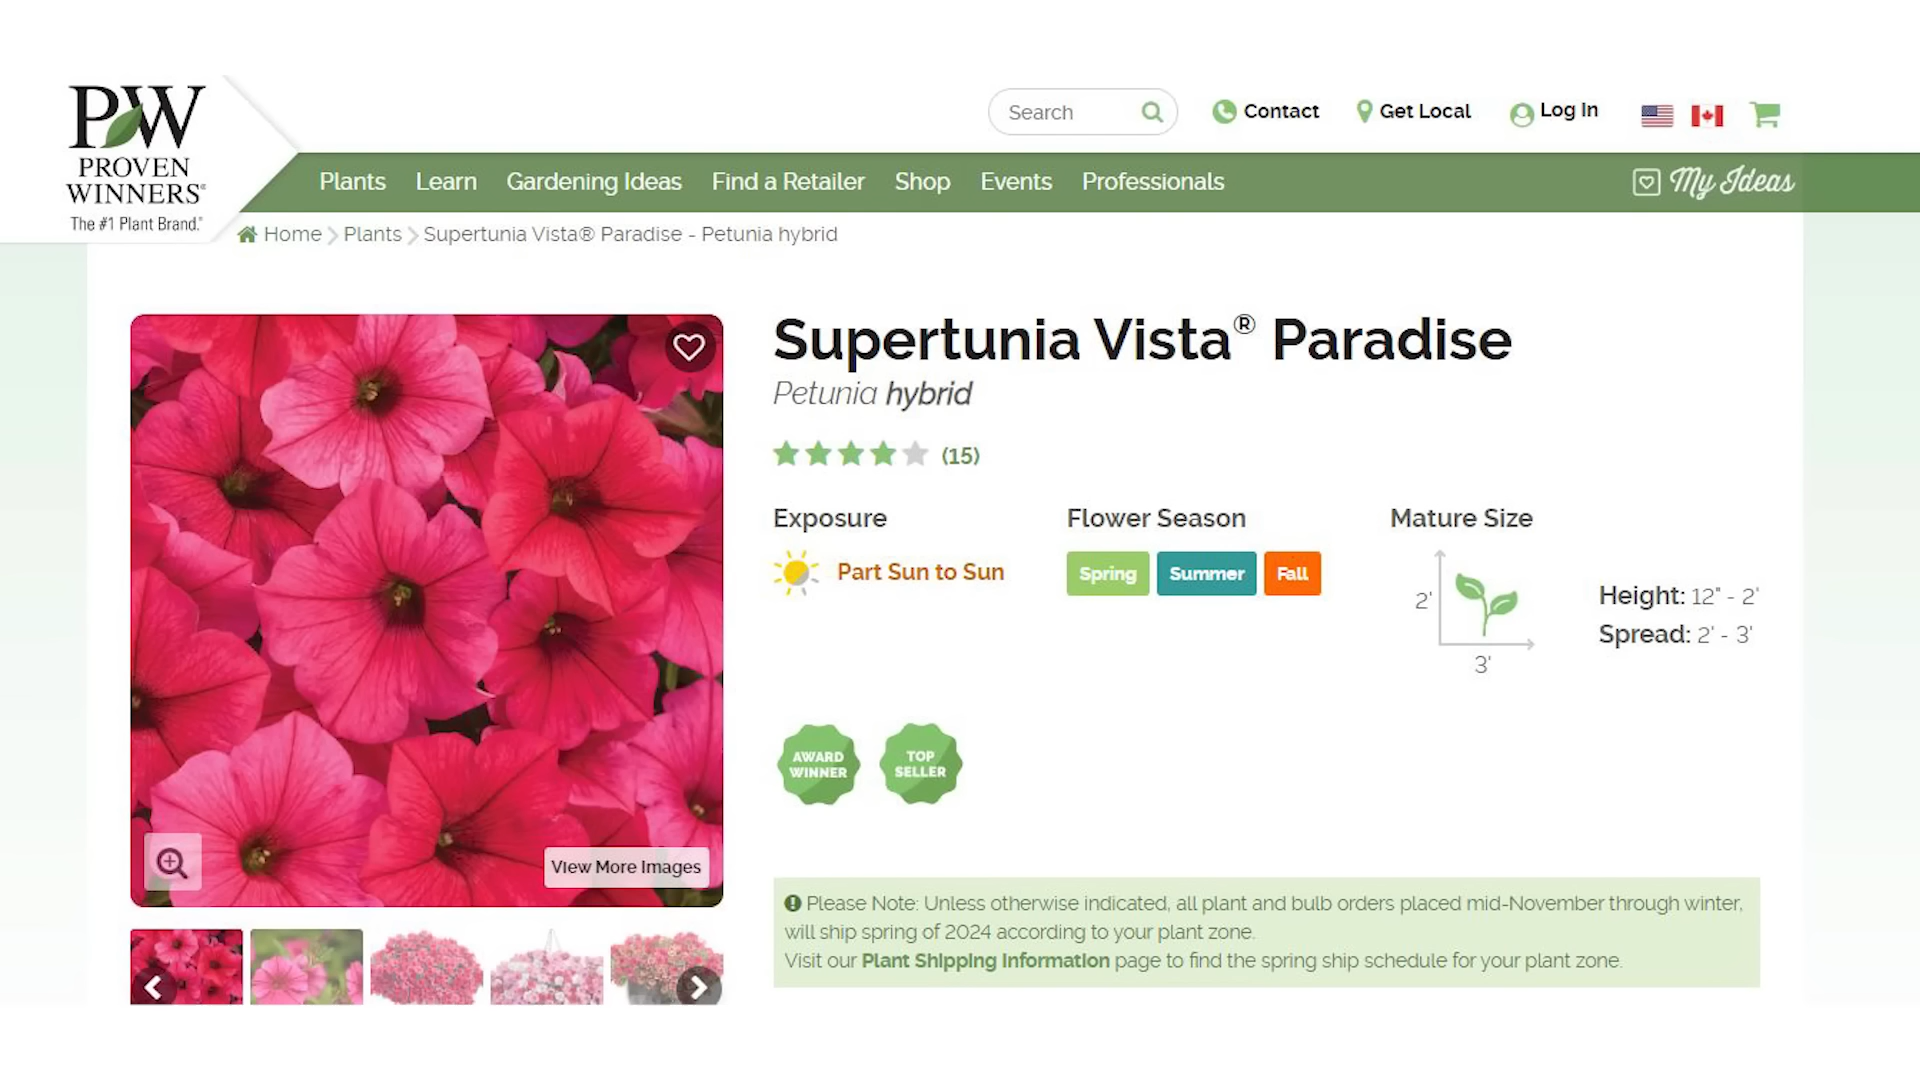 PW
PROVEN
WINNERS®
The #1 Plant Brand.®
Search
Contact
Get Local
Log In
Plants
Learn
Gardening Ideas
Find a Retailer
Shop
Events
Professionals
My Ideas
Home
Plants
Supertunia Vista® Paradise - Petunia hybrid
Supertunia Vista® Paradise
Petunia hybrid
(15)
Exposure
Part Sun to Sun
Flower Season
Spring
Summer
Fall
Mature Size
2'
3'
Height: 12" - 2'
Spread: 2' - 3'
AWARD
WINNER
TOP
SELLER
View More Images
Please Note: Unless otherwise indicated, all plant and bulb orders placed mid-November through winter,
will ship spring of 2024 according to your plant zone.
Visit our Plant Shipping Information page to find the spring ship schedule for your plant zone.